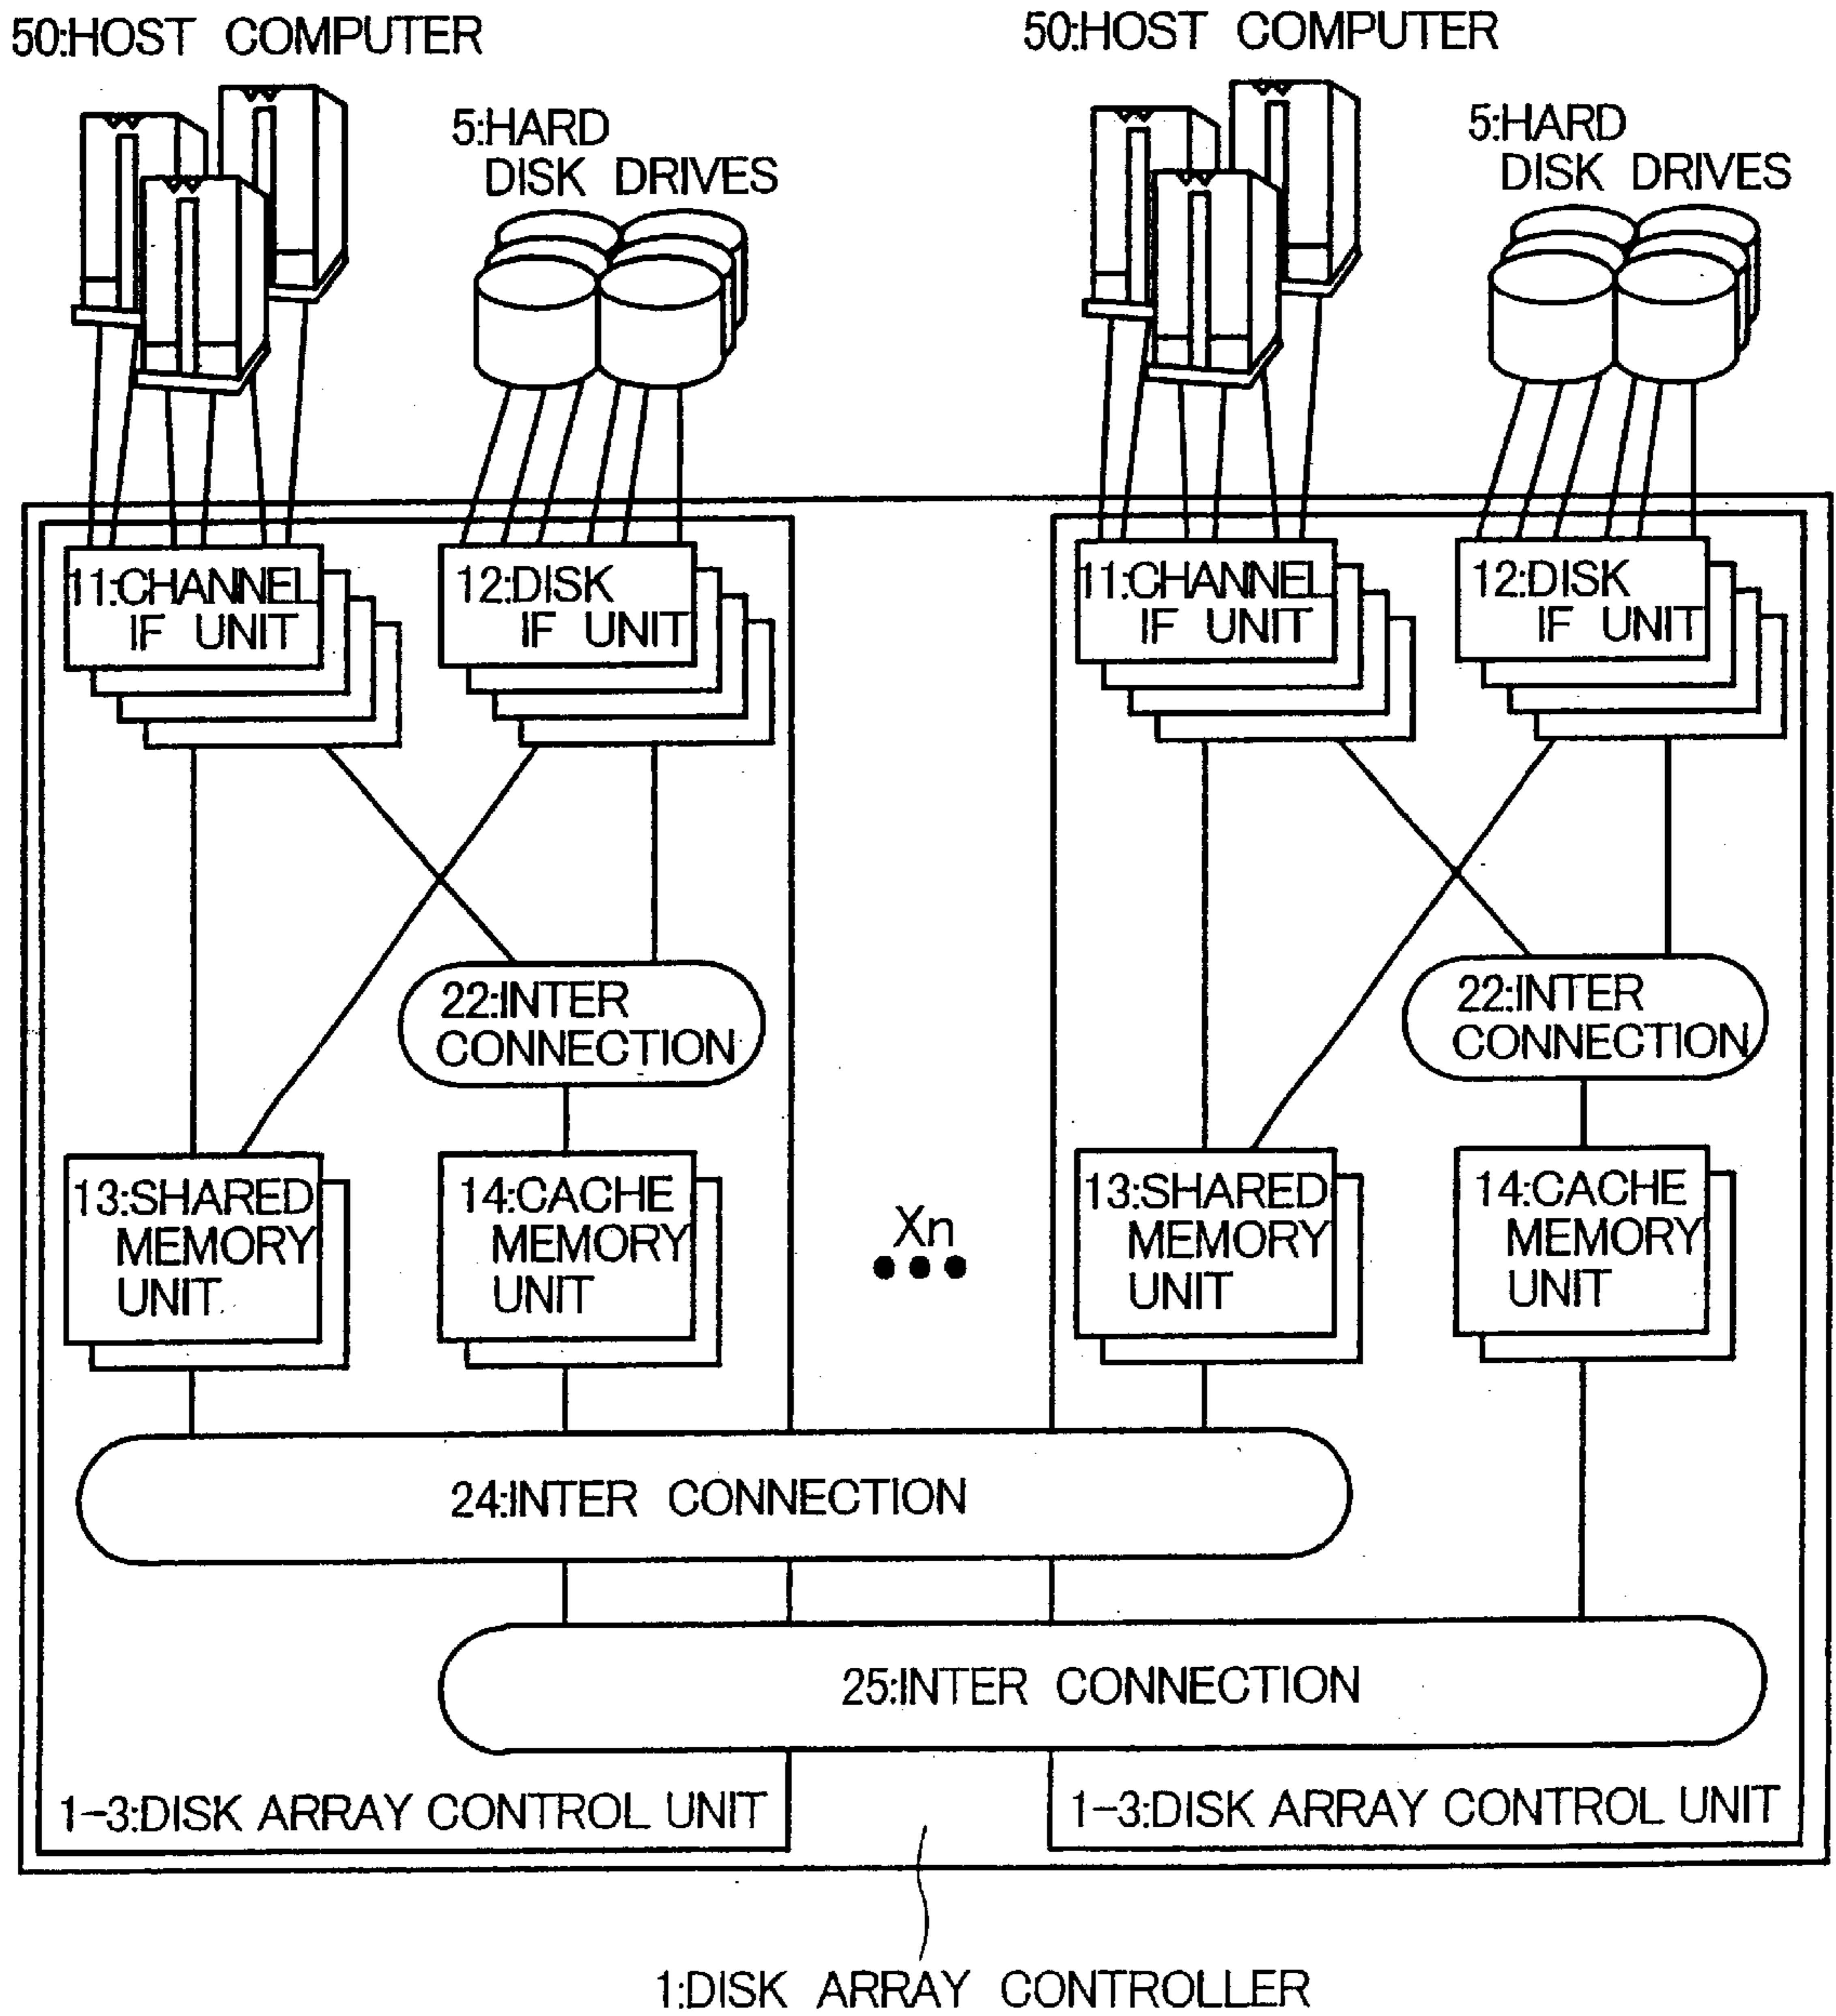 50:HOST COMPUTER
5:HARD
DISK DRIVES
50:HOST COMPUTER
5:HARD
DISK DRIVES
11:CHANNEL
IF UNIT
12:DISK
IF UNIT
11:CHANNEL
IF UNIT
12:DISK
IF UNIT
22:INTER
CONNECTION
22:INTER
CONNECTION
13:SHARED
MEMORY
UNIT
14:CACHE
MEMORY
UNIT
Xn
13:SHARED
MEMORY
UNIT
14:CACHE
MEMORY
UNIT
24:INTER CONNECTION
25:INTER CONNECTION
1-3:DISK ARRAY CONTROL UNIT
1-3:DISK ARRAY CONTROL UNIT
1:DISK ARRAY CONTROLLER